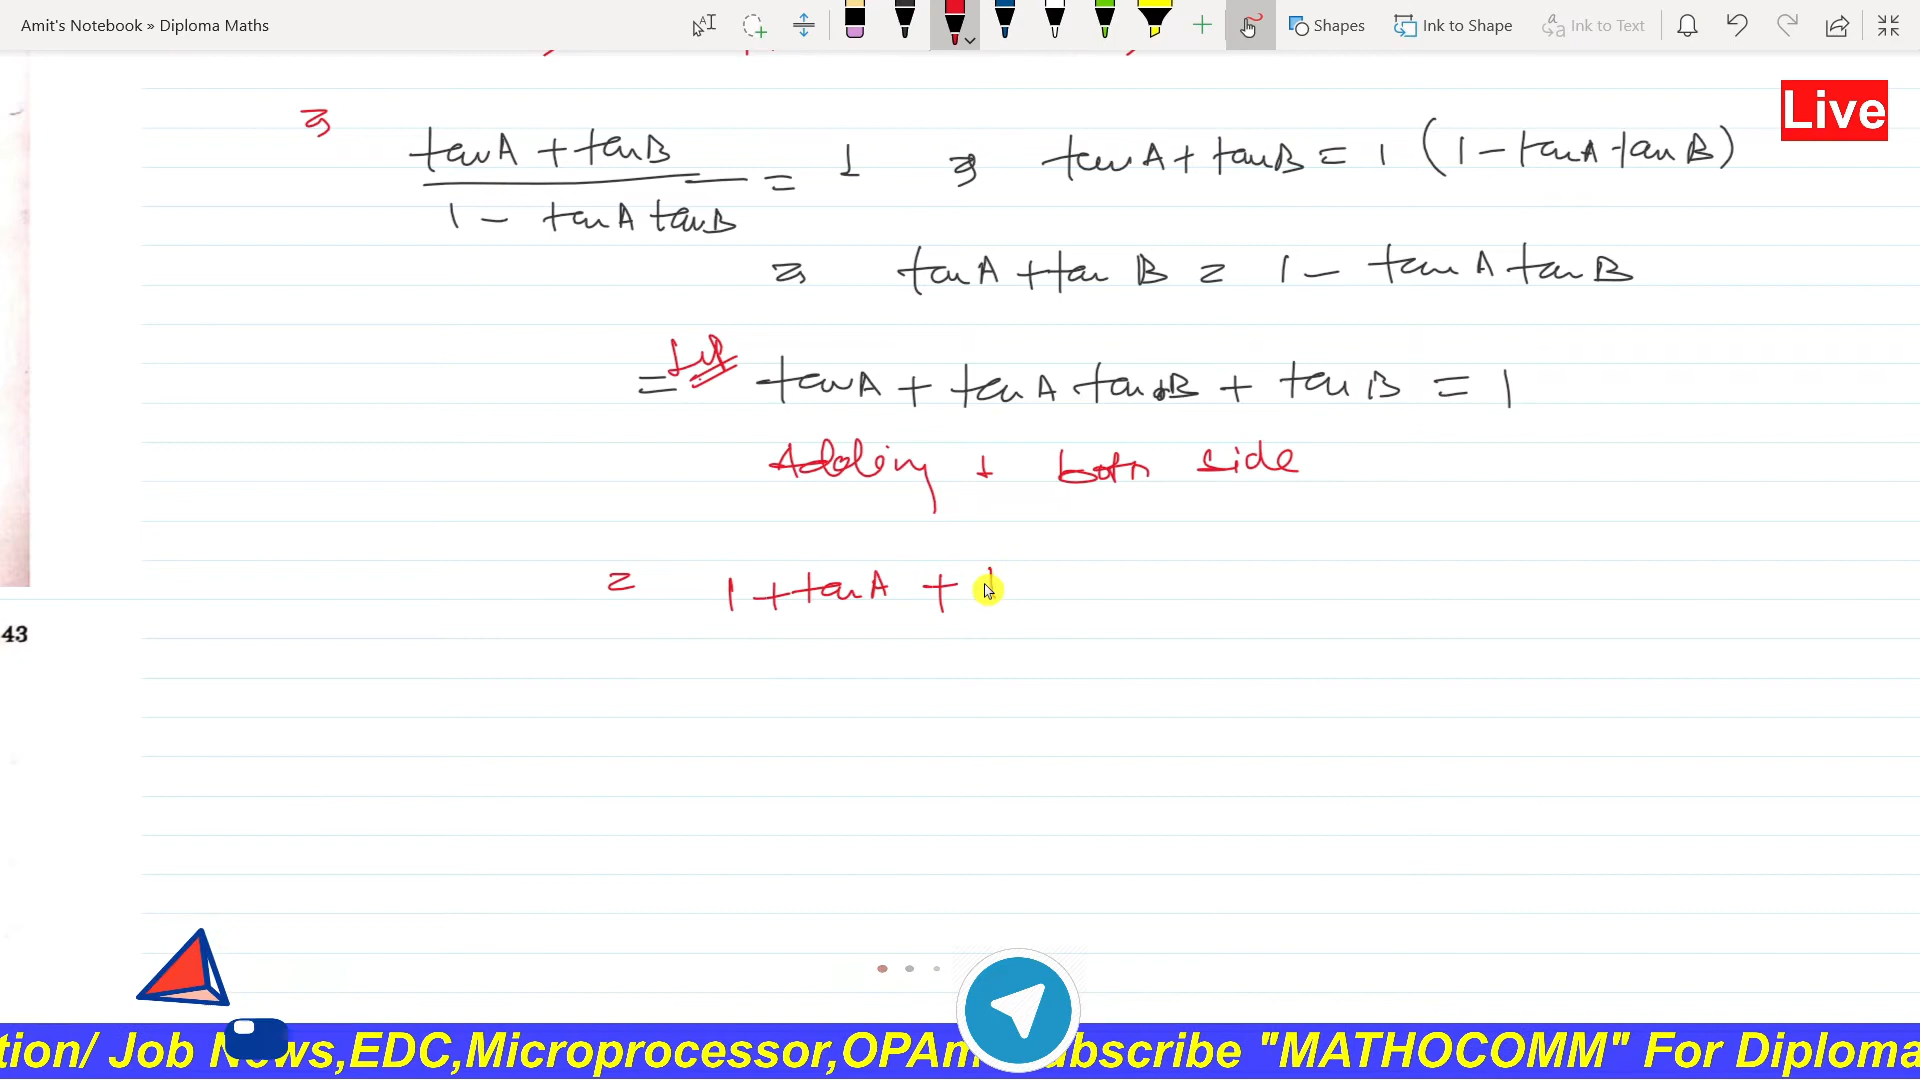 Amit's Notebook » Diploma Maths
Shapes
Ink to Shape
Ink to Text
Live
⇒ tanA + tanB / 1 - tanA tanB = 1 ⇒ tanA + tanB = 1 (1 - tanA tanB)
⇒ tanA + tan B = 1 - tanA tanB
= tanA + tanA tanB + tanB = 1
Adding 1 both side
= 1 + tanA +
43
tion/ Job News,EDC,Microprocessor,OPAm
ubscribe "MATHOCOMM" For Diploma